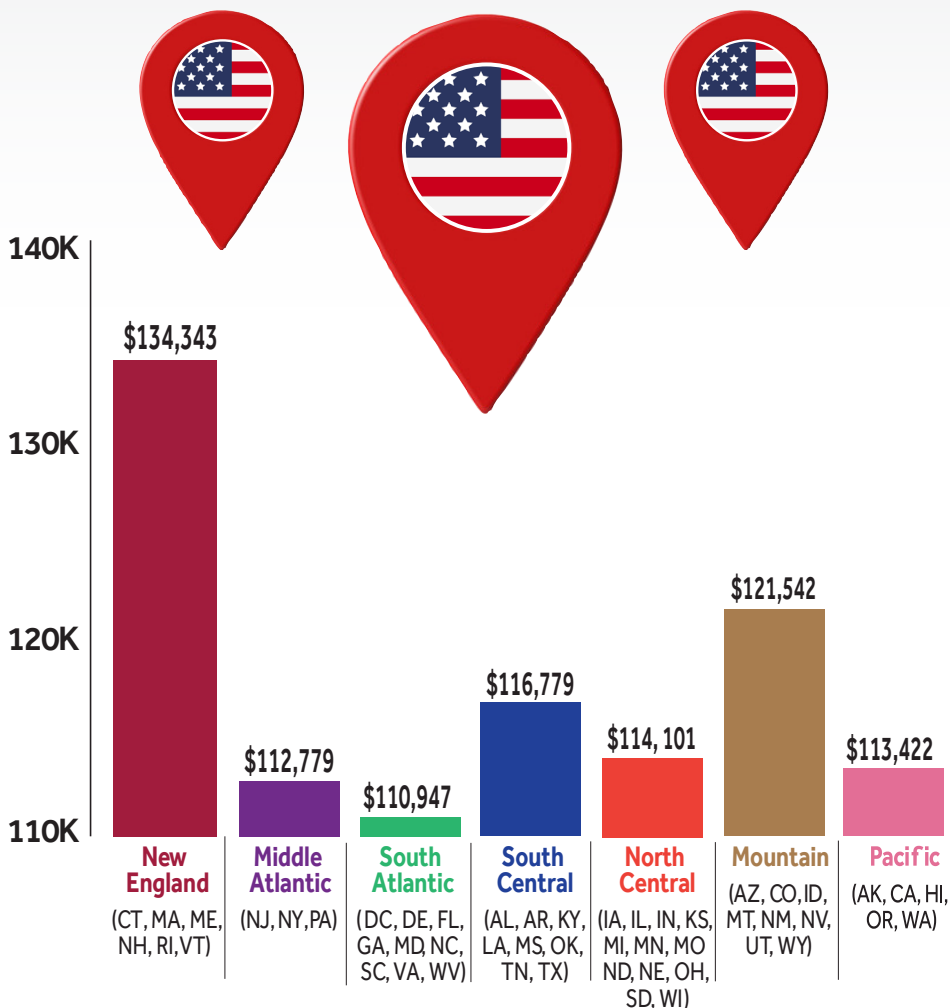 140K
130K
120K
110K
$134,343
$112,779
$110,947
$116,779
$114, 101
$121,542
$113,422
New
England
(CT, MA, ME,
NH, RI,VT)
Middle
Atlantic
(NJ, NY,PA)
South
Atlantic
(DC, DE, FL,
GA, MD, NC,
SC, VA, WV)
South
Central
(AL, AR, KY,
LA, MS, OK,
TN, TX)
North
Central
(IA, IL, IN, KS,
MI, MN, MO
ND, NE, OH,
SD, WI)
Mountain
(AZ, CO,ID,
MT, NM, NV,
UT, WY)
Pacific
(AK, CA, HI,
OR, WA)